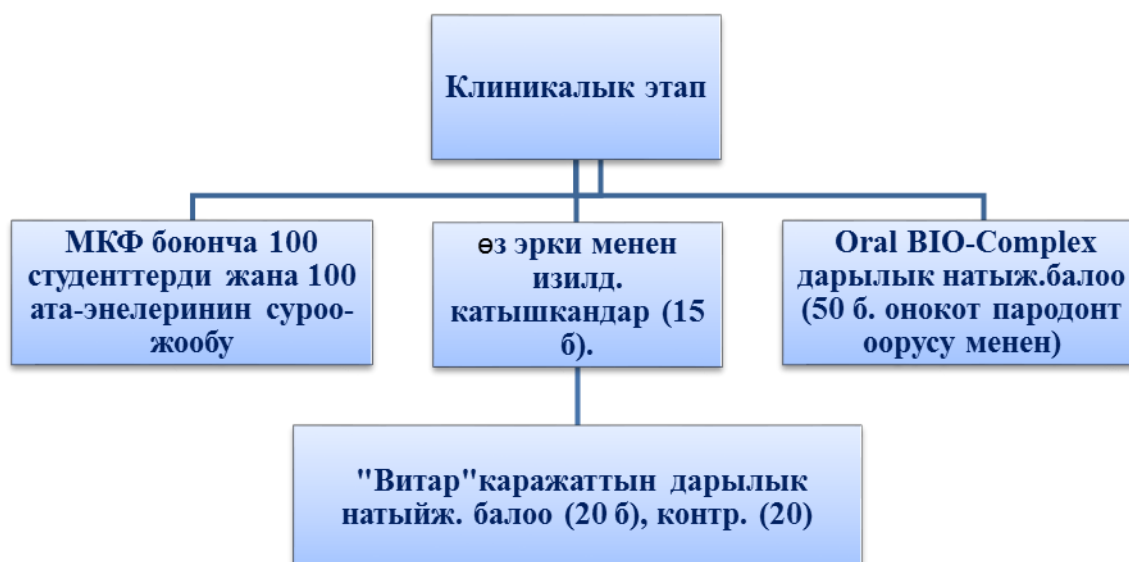 Клиникалык этап
МКФ боюнча 100
студенттерди жана 100
ата-энелеринин суроо-
жообу
өз эрки менен
изилд.
катышкандар (15
б).
Oral BIO-Complex
дарылык натыж.балоо
(50 б. онокот пародонт
оорусу менен)
"Витар"каражаттын дарылык
натыйж. балоо (20 б), контр. (20)